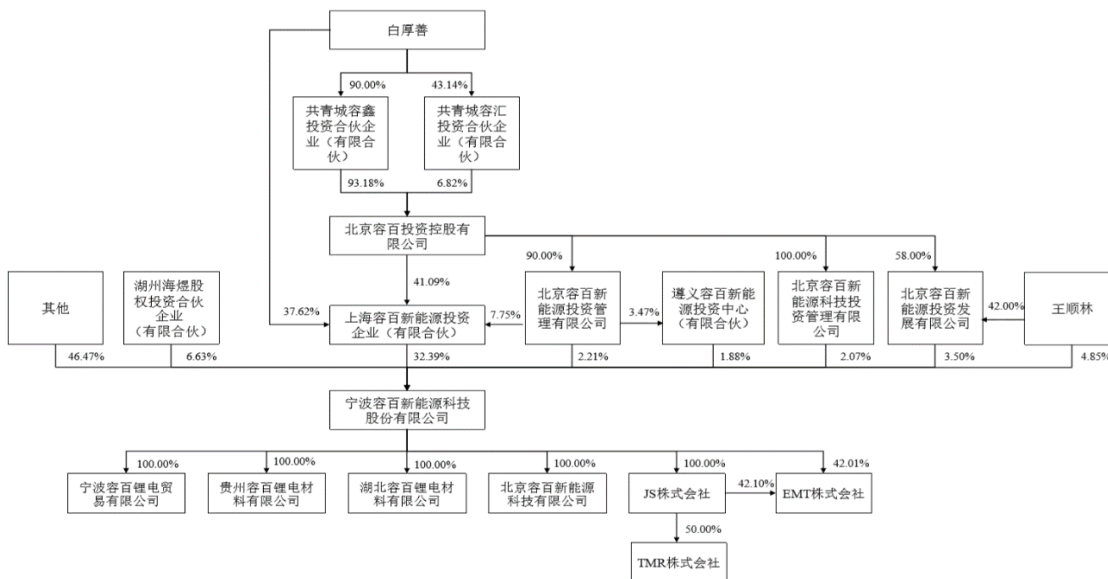 白厚善
90.00%
43.14%
共青城容鑫
投资合伙企
业（有限合
伙）
共青城容汇
投资合伙企
业（有限合
伙）
93.18%
6.82%
北京容百投资控股有
限公司
90.00%
100.00%
58.00%
其他
湖州海煜股
权投资合伙
企业
（有限合伙）
41.09%
北京容百新
能源投资管
理有限公司
遵义容百新能
源投资中心
（有限合伙）
北京容百新
能源科技投
资管理有限
公司
北京容百新
能源投资发
展有限公司
王顺林
37.62%
上海容百新能源投资
企业（有限合伙）
7.75%
3.47%
42.00%
46.47%
6.63%
32.39%
2.21%
1.88%
2.07%
3.50%
4.85%
宁波容百新能源科技
股份有限公司
100.00%
100.00%
100.00%
100.00%
100.00%
42.01%
宁波容百锂电贸
易有限公司
贵州容百锂电材
料有限公司
湖北容百锂电材
料有限公司
北京容百新能源
科技有限公司
JS株式会社
42.10%
EMT株式会社
50.00%
TMR株式会社